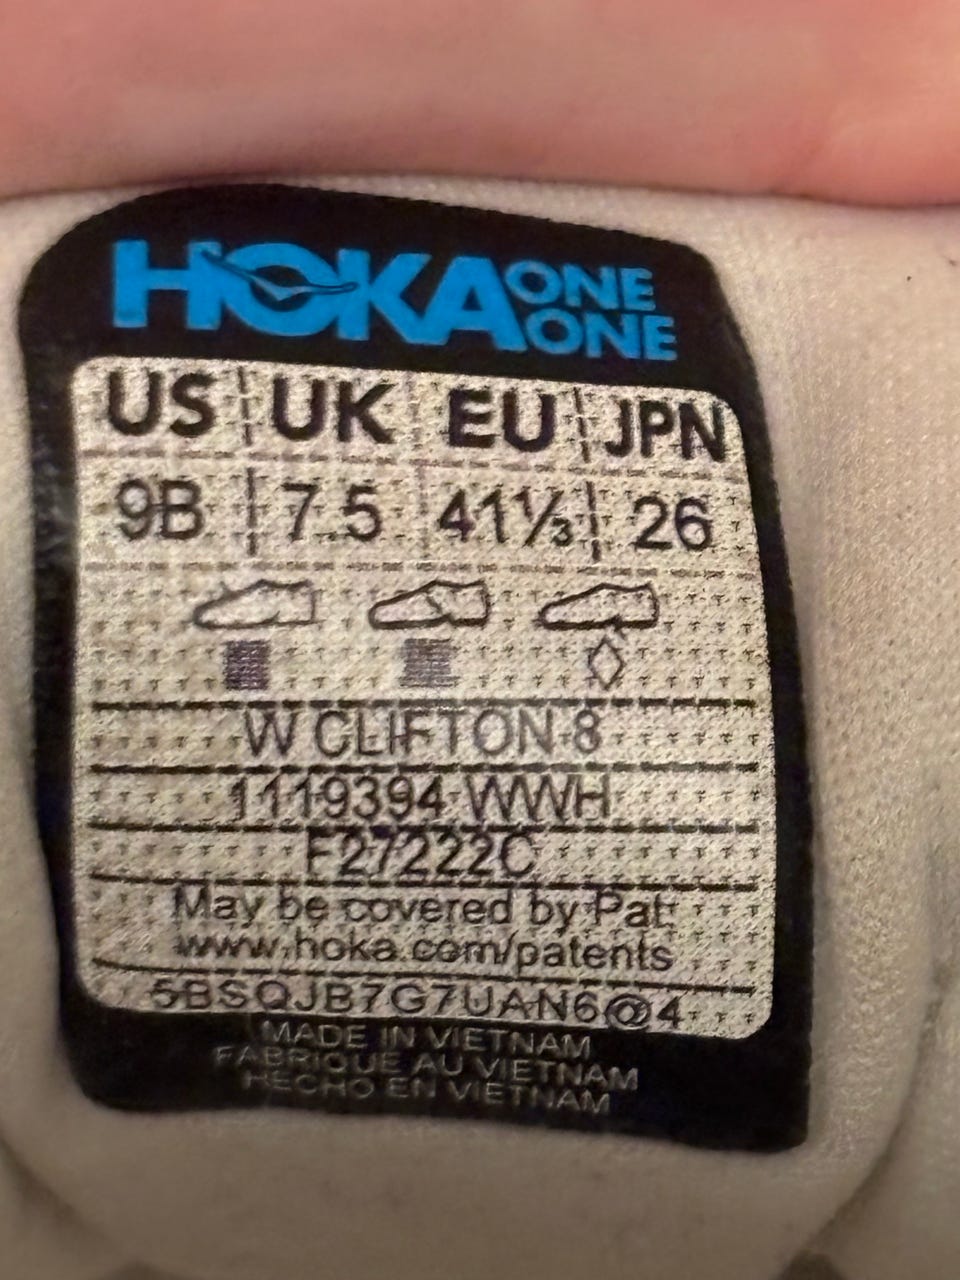 HOKA ONE ONE
US UK EU JPN
9B 7.5 41⅓ 26
W CLIFTON 8
1119394 WWH
F27222C
May be covered by Pat:
www.hoka.com/patents
5BSQJB7G7UAN6@4
MADE IN VIETNAM
FABRIQUE AU VIETNAM
HECHO EN VIETNAM